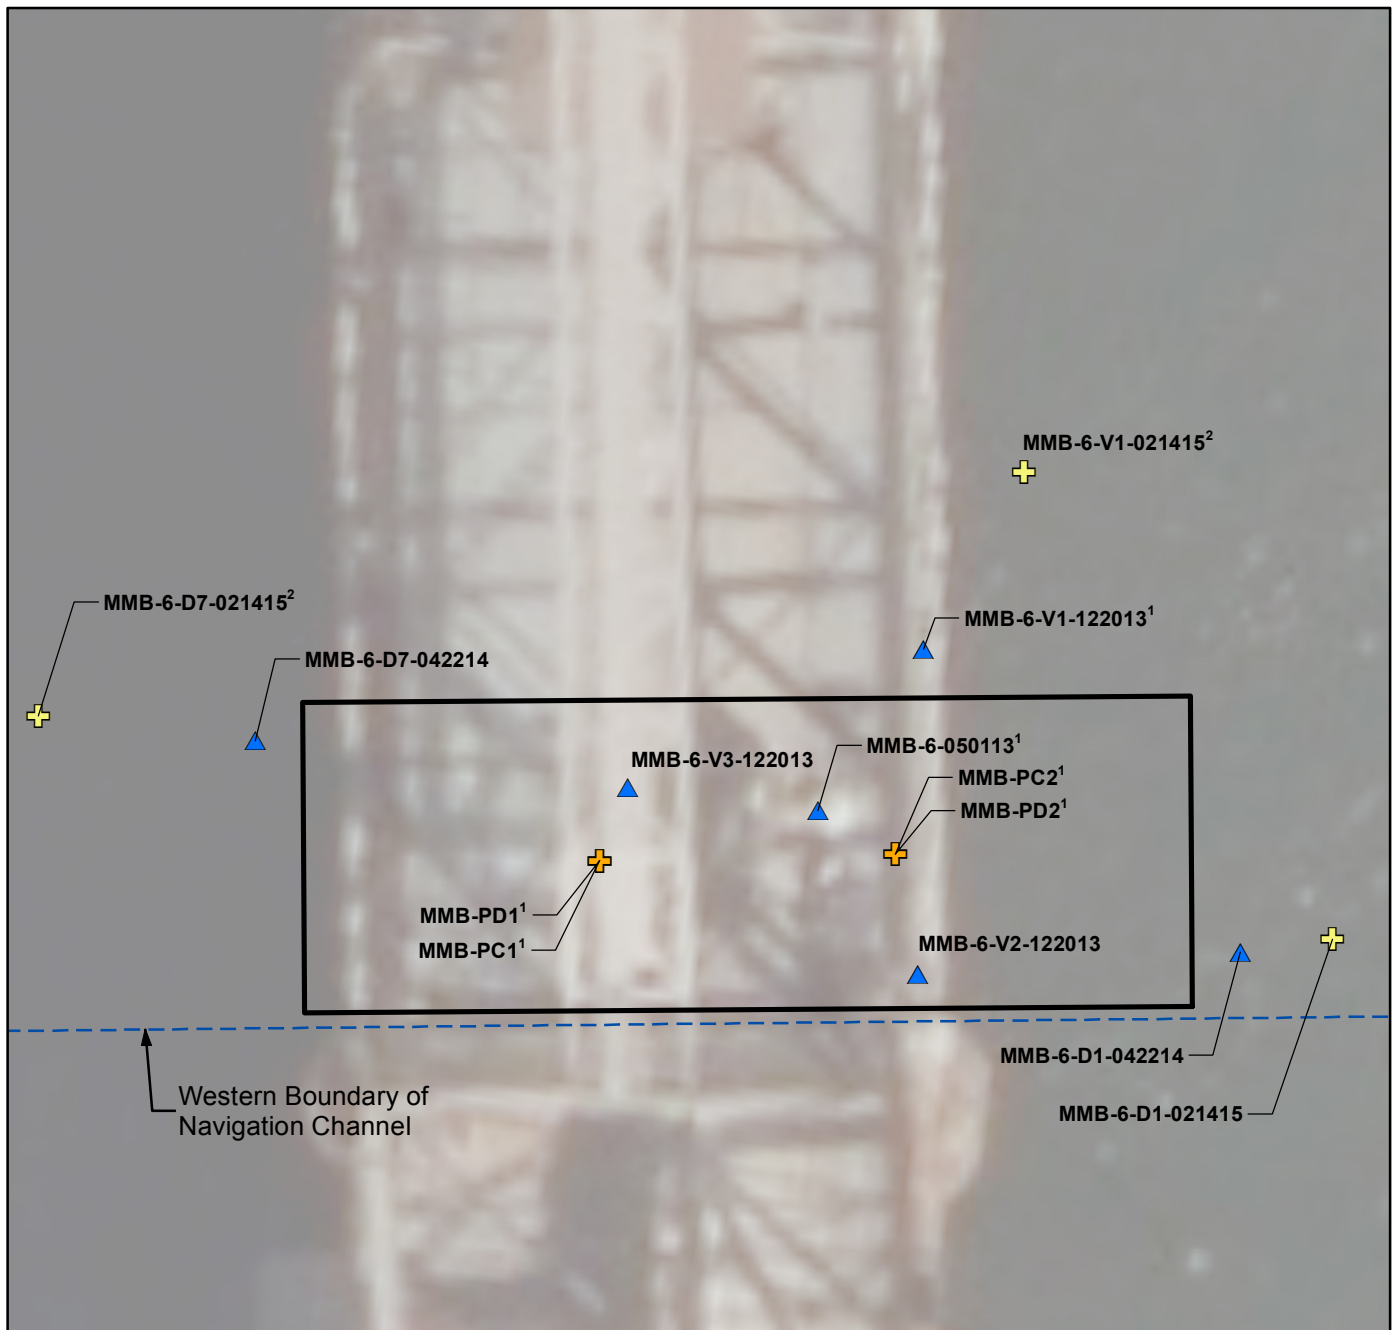 MMB-6-V1-021415²
MMB-6-D7-021415²
MMB-6-V1-122013¹
MMB-6-D7-042214
MMB-6-050113¹
MMB-6-V3-122013
MMB-PC2¹
MMB-PD2¹
MMB-PD1¹
MMB-PC1¹
MMB-6-V2-122013
MMB-6-D1-042214
Western Boundary of
Navigation Channel
MMB-6-D1-021415